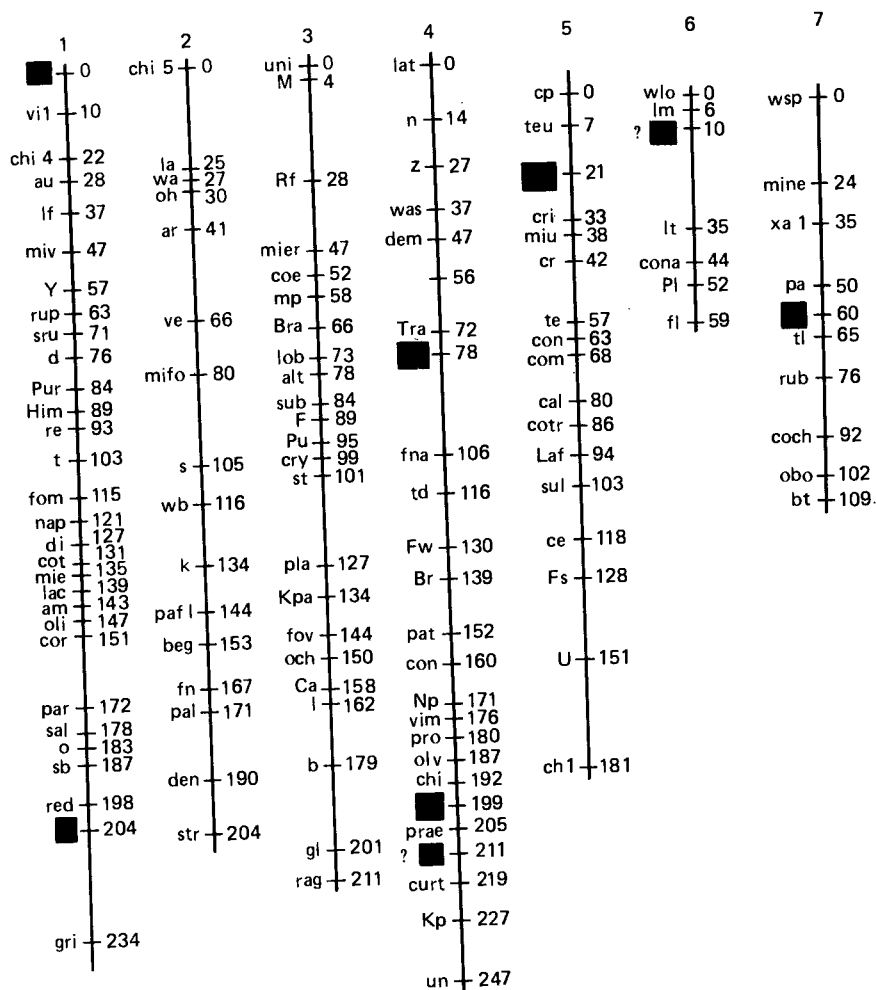 1
0
vi1 10
chi 4 22
au 28
lf 37
miv 47
Y 57
rup 63
sru 71
d 76
Pur 84
Him 89
re 93
t 103
fom 115
nap 121
di 127
cot 131
mie 135
lac 139
am 143
oli 147
cor 151
par 172
sal 178
o 183
sb 187
red 198
204
gri 234
2
chi 5 0
la 25
wa 27
oh 30
ar 41
ve 66
mifo 80
s 105
wb 116
k 134
paf l 144
beg 153
fn 167
pal 171
den 190
str 204
3
uni 0
M 4
Rf 28
mier 47
coe 52
mp 58
Bra 66
lob 73
alt 78
sub 84
F 89
Pu 95
cry 99
st 101
pla 127
Kpa 134
fov 144
och 150
Ca 158
l 162
b 179
gl 201
rag 211
4
lat 0
n 14
z 27
was 37
dem 47
56
Tra 72
78
fna 106
td 116
Fw 130
Br 139
pat 152
con 160
Np 171
vim 176
pro 180
olv 187
chi 192
199
prae 205
? 211
curt 219
Kp 227
un 247
5
cp 0
teu 7
21
cri 33
miu 38
cr 42
te 57
con 63
com 68
cal 80
cotr 86
Laf 94
sul 103
ce 118
Fs 128
U 151
ch1 181
6
wlo 0
lm 6
? 10
lt 35
cona 44
Pl 52
fl 59
7
wsp 0
mine 24
xa 1 35
pa 50
60
tl 65
rub 76
coch 92
obo 102
bt 109.